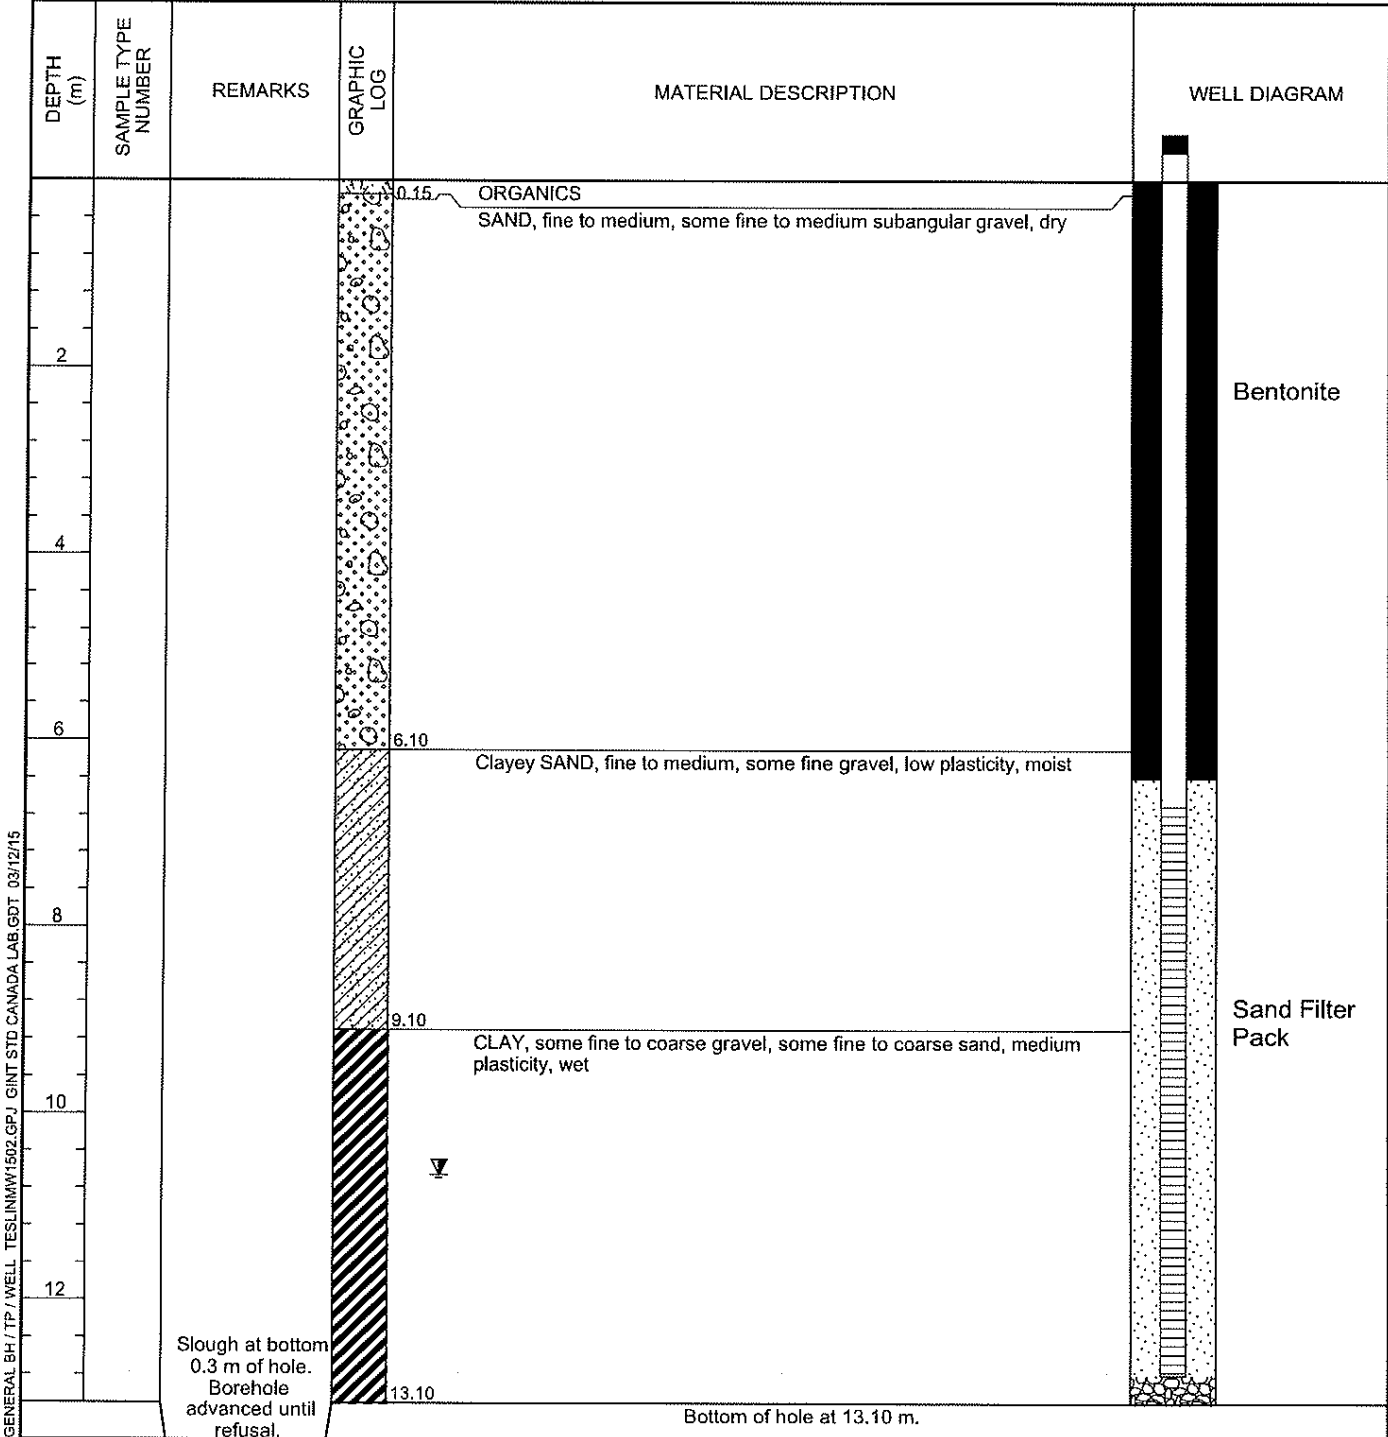 DEPTH
(m)
SAMPLE TYPE
NUMBER
REMARKS
GRAPHIC
LOG
MATERIAL DESCRIPTION
WELL DIAGRAM
0.15
ORGANICS
SAND, fine to medium, some fine to medium subangular gravel, dry
2
Bentonite
4
6
6.10
Clayey SAND, fine to medium, some fine gravel, low plasticity, moist
8
9.10
CLAY, some fine to coarse gravel, some fine to coarse sand, medium
plasticity, wet
Sand Filter
Pack
10
12
Slough at bottom
0.3 m of hole.
Borehole
advanced until
refusal.
13.10
Bottom of hole at 13.10 m.
GENERAL BH / TP / WELL TESLINMW1502.GPJ GINT STD CANADA LAB.GDT 03/12/15